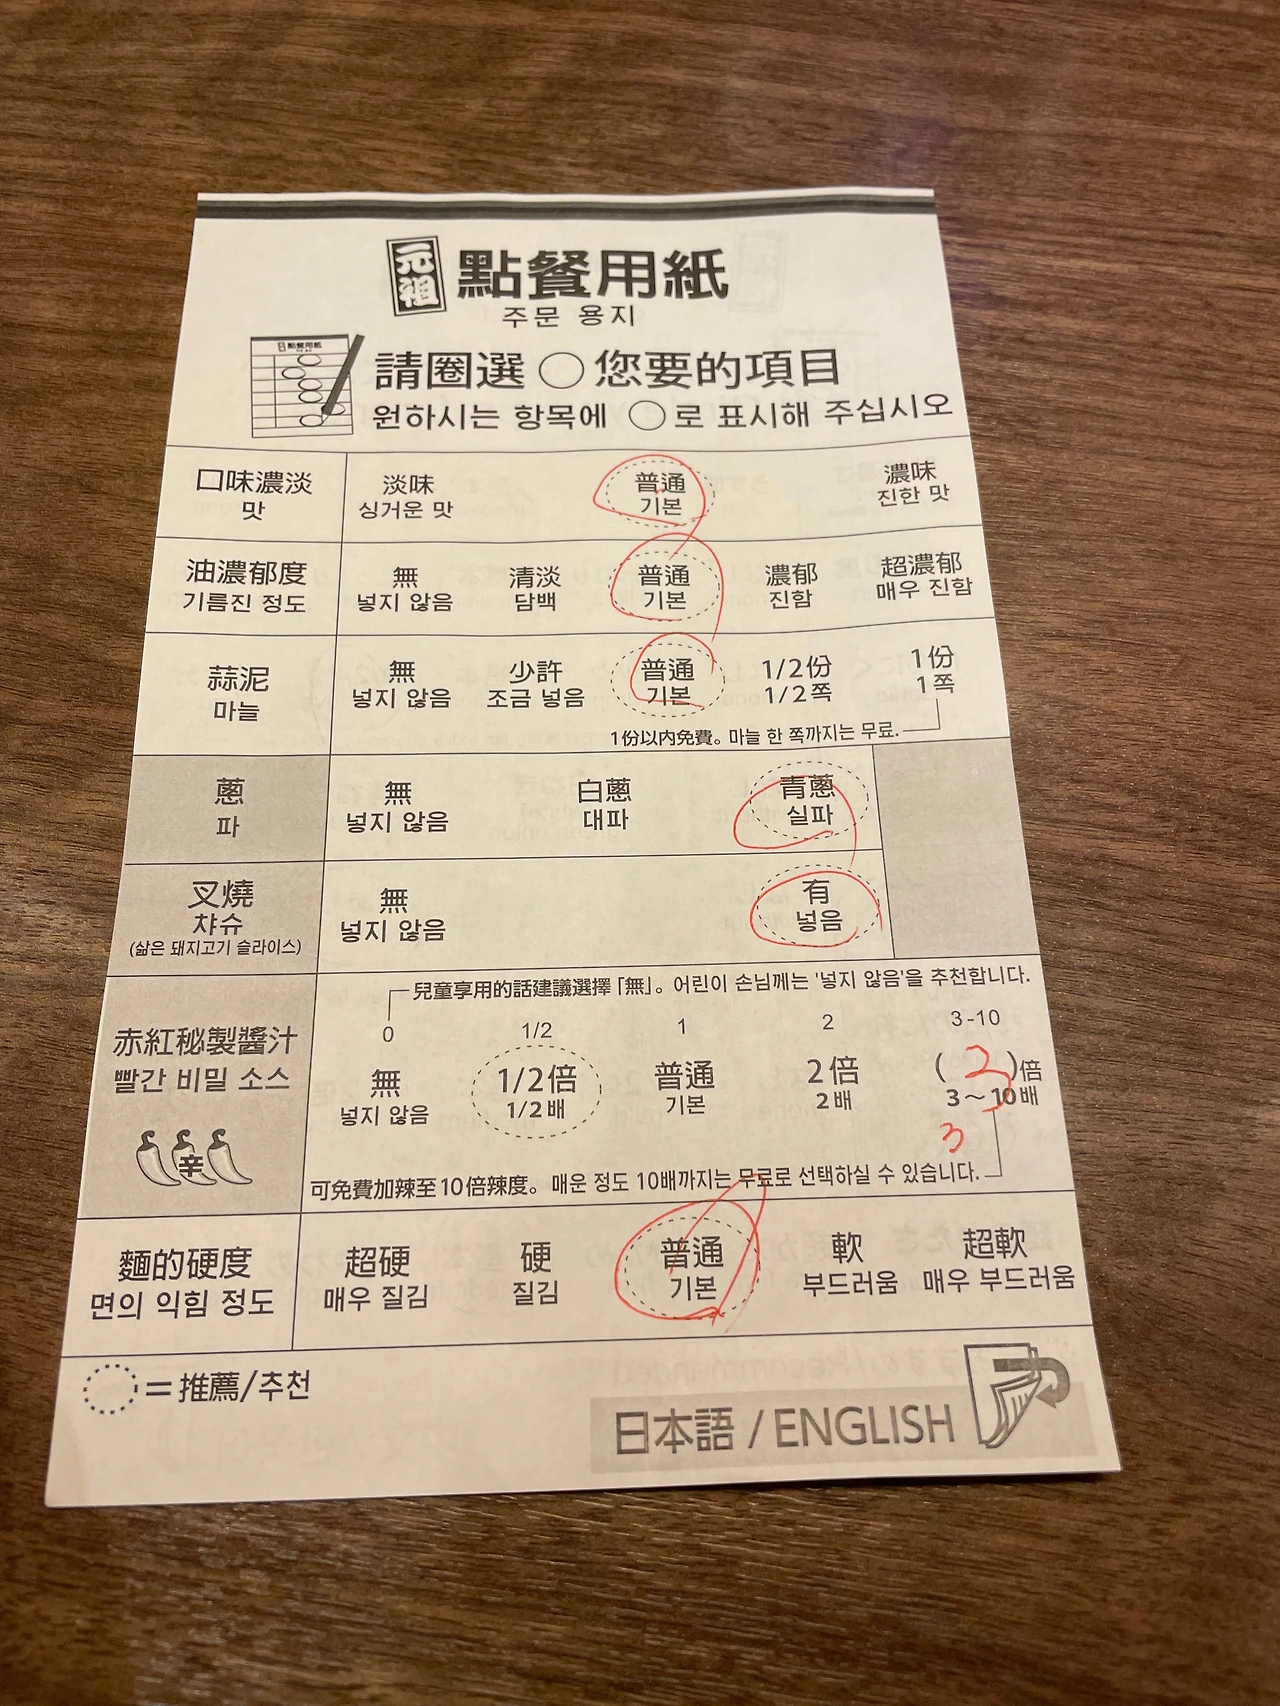 元祖 點餐用紙
주문 용지
請圈選 ○ 您要的項目
원하시는 항목에 ○로 표시해 주십시오
口味濃淡 淡味 普通 濃味
맛 싱거운 맛 기본 진한 맛
油濃郁度 無 清淡 普通 濃郁 超濃郁
기름진 정도 넣지 않음 담백 기본 진함 매우 진함
蒜泥 無 少許 普通 1/2份 1份
마늘 넣지 않음 조금 넣음 기본 1/2쪽 1쪽
1份以內免費。마늘 한 쪽까지는 무료.
蔥 無 白蔥 青蔥
파 넣지 않음 대파 실파
叉燒 無 有
챠슈 넣지 않음 넣음
(삶은 돼지고기 슬라이스)
兒童享用的話建議選擇「無」。어린이 손님께는 '넣지 않음'을 추천합니다.
0 1/2 1 2 3-10
赤紅秘製醬汁 無 1/2倍 普通 2倍 ( 2 )倍
빨간 비밀 소스 넣지 않음 1/2배 기본 2배 3～10배
辛 3
可免費加辣至10倍辣度。매운 정도 10배까지는 무료로 선택하실 수 있습니다.
麵的硬度 超硬 硬 普通 軟 超軟
면의 익힘 정도 매우 질김 질김 기본 부드러움 매우 부드러움
=推薦/추천
日本語 / ENGLISH